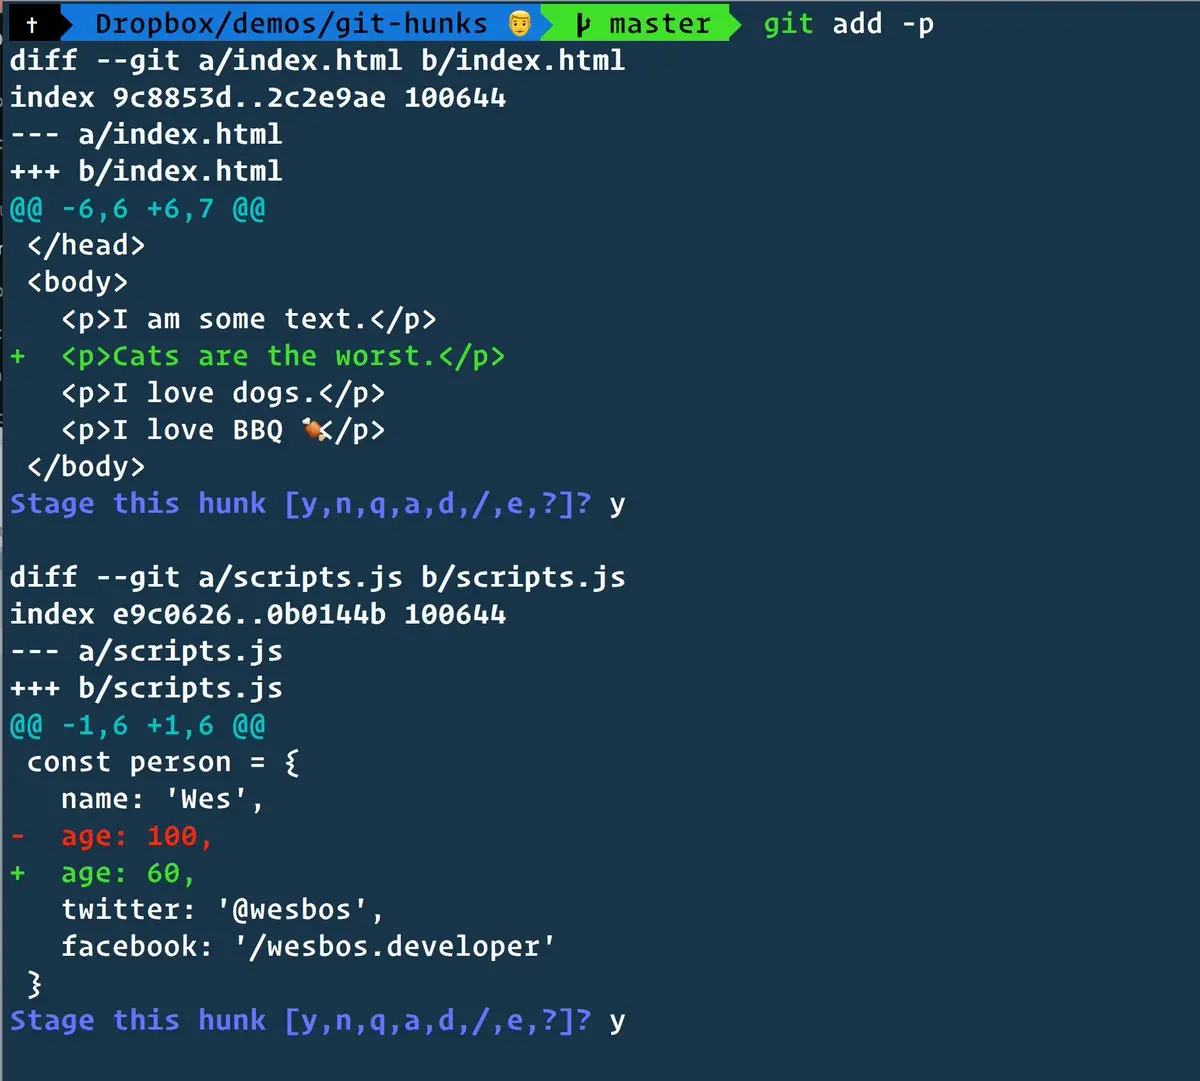 † Dropbox/demos/git-hunks 👨 master git add -p
diff --git a/index.html b/index.html
index 9c8853d..2c2e9ae 100644
--- a/index.html
+++ b/index.html
@@ -6,6 +6,7 @@
 </head>
 <body>
   <p>I am some text.</p>
+  <p>Cats are the worst.</p>
   <p>I love dogs.</p>
   <p>I love BBQ 🍖</p>
 </body>
Stage this hunk [y,n,q,a,d,/,e,?]? y

diff --git a/scripts.js b/scripts.js
index e9c0626..0b0144b 100644
--- a/scripts.js
+++ b/scripts.js
@@ -1,6 +1,6 @@
 const person = {
   name: 'Wes',
-  age: 100,
+  age: 60,
   twitter: '@wesbos',
   facebook: '/wesbos.developer'
 }
Stage this hunk [y,n,q,a,d,/,e,?]? y